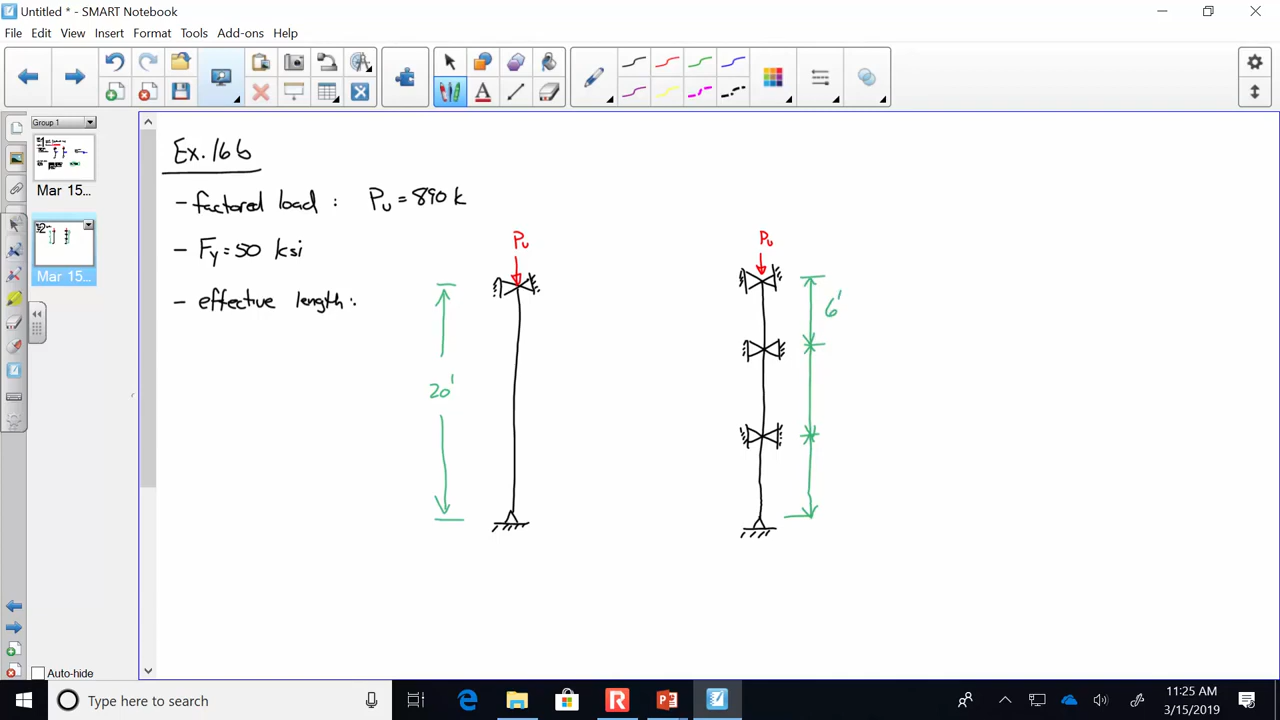 Untitled * - SMART Notebook
File Edit View Insert Format Tools Add-ons Help
Group 1
Mar 15...
Mar 15...
Ex. 16b
- factored load : Pu = 890 k
- Fy = 50 ksi
- effective length :
Pu
20'
Pu
6'
Auto-hide
Type here to search
11:25 AM
3/15/2019